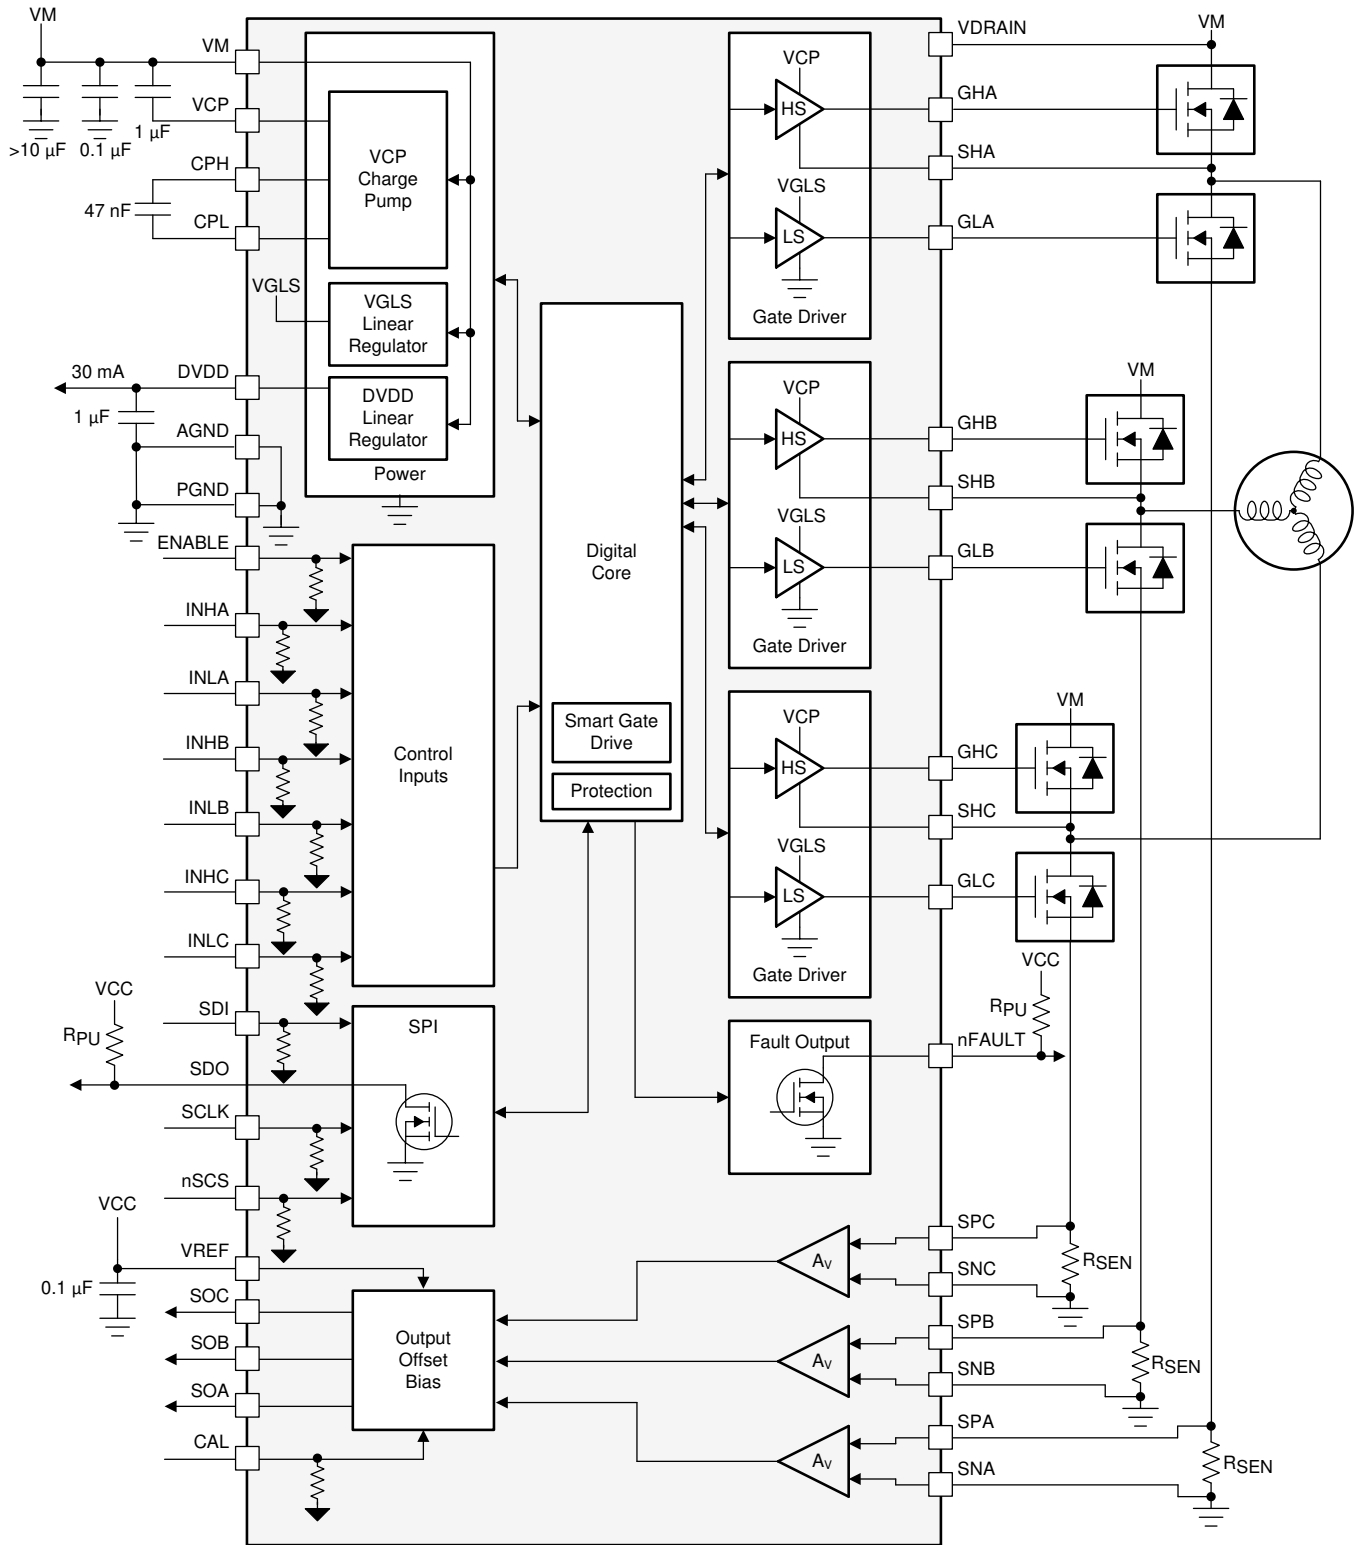 VM
VM
VCP
>10 µF
0.1 µF
1 µF
CPH
47 nF
CPL
VCP
Charge
Pump
VGLS
VGLS
Linear
Regulator
30 mA
DVDD
1 µF
DVDD
Linear
Regulator
AGND
Power
PGND
ENABLE
INHA
INLA
INHB
INLB
INHC
INLC
Control
Inputs
VCC
RPU
SDI
SDO
SCLK
nSCS
SPI
VCC
VREF
0.1 µF
SOC
SOB
SOA
CAL
Output
Offset
Bias
Digital
Core
Smart Gate
Drive
Protection
VCP
HS
VGLS
LS
Gate Driver
VCP
HS
VGLS
LS
Gate Driver
VCP
HS
VGLS
LS
Gate Driver
Fault Output
AV
AV
AV
VDRAIN
VM
GHA
SHA
GLA
VM
GHB
SHB
GLB
VM
GHC
SHC
GLC
VCC
RPU
nFAULT
SPC
RSEN
SNC
SPB
RSEN
SNB
SPA
RSEN
SNA